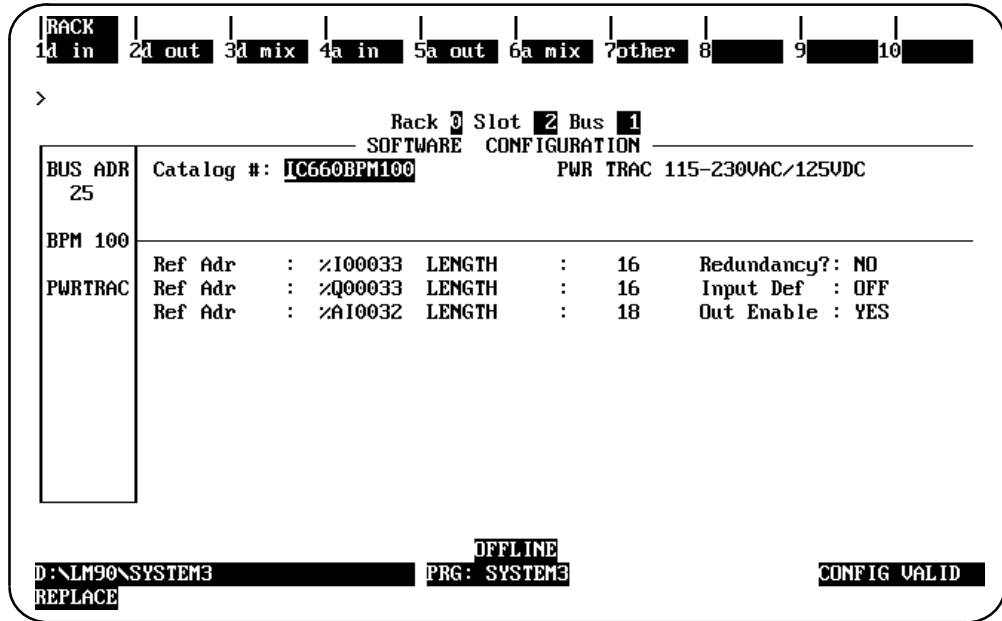 RACK
1d in 2d out 3d mix 4a in 5a out 6a mix 7other 8 9 10
>
Rack 0 Slot 2 Bus 1
SOFTWARE CONFIGURATION
BUS ADR Catalog #: IC660BPM100 PWR TRAC 115-230VAC/125VDC
25
BPM 100
Ref Adr : %I00033 LENGTH : 16 Redundancy?: NO
PWRTRAC Ref Adr : %Q00033 LENGTH : 16 Input Def : OFF
Ref Adr : %AI0032 LENGTH : 18 Out Enable : YES
OFFLINE
D:\LM90\SYSTEM3 PRG: SYSTEM3 CONFIG VALID
REPLACE